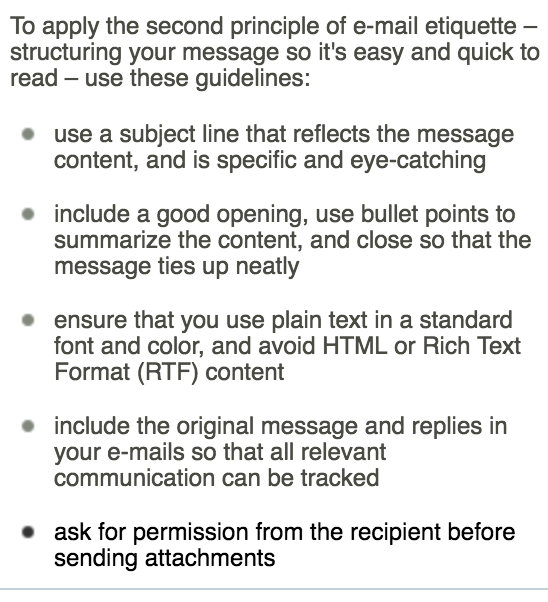 To apply the second principle of e-mail etiquette –
structuring your message so it's easy and quick to
read – use these guidelines:
use a subject line that reflects the message
content, and is specific and eye-catching
include a good opening, use bullet points to
summarize the content, and close so that the
message ties up neatly
ensure that you use plain text in a standard
font and color, and avoid HTML or Rich Text
Format (RTF) content
include the original message and replies in
your e-mails so that all relevant
communication can be tracked
ask for permission from the recipient before
sending attachments